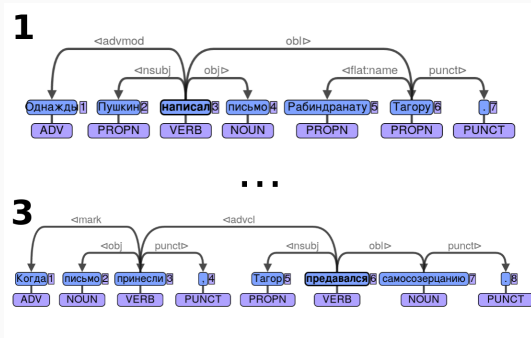 1
⊲advmod obl⊳
⊲nsubj obj⊳ ⊲flat:name punct⊳
Однажды 1 Пушкин 2 написал 3 письмо 4 Рабиндранату 5 Тагору 6 . 7
ADV PROPN VERB NOUN PROPN PROPN PUNCT
...
3
⊲mark ⊲advcl
⊲obj punct⊳ ⊲nsubj obl⊳ punct⊳
Когда 1 письмо 2 принесли 3 , 4 Тагор 5 предавался 6 самосозерцанию 7 . 8
ADV NOUN VERB PUNCT PROPN VERB NOUN PUNCT